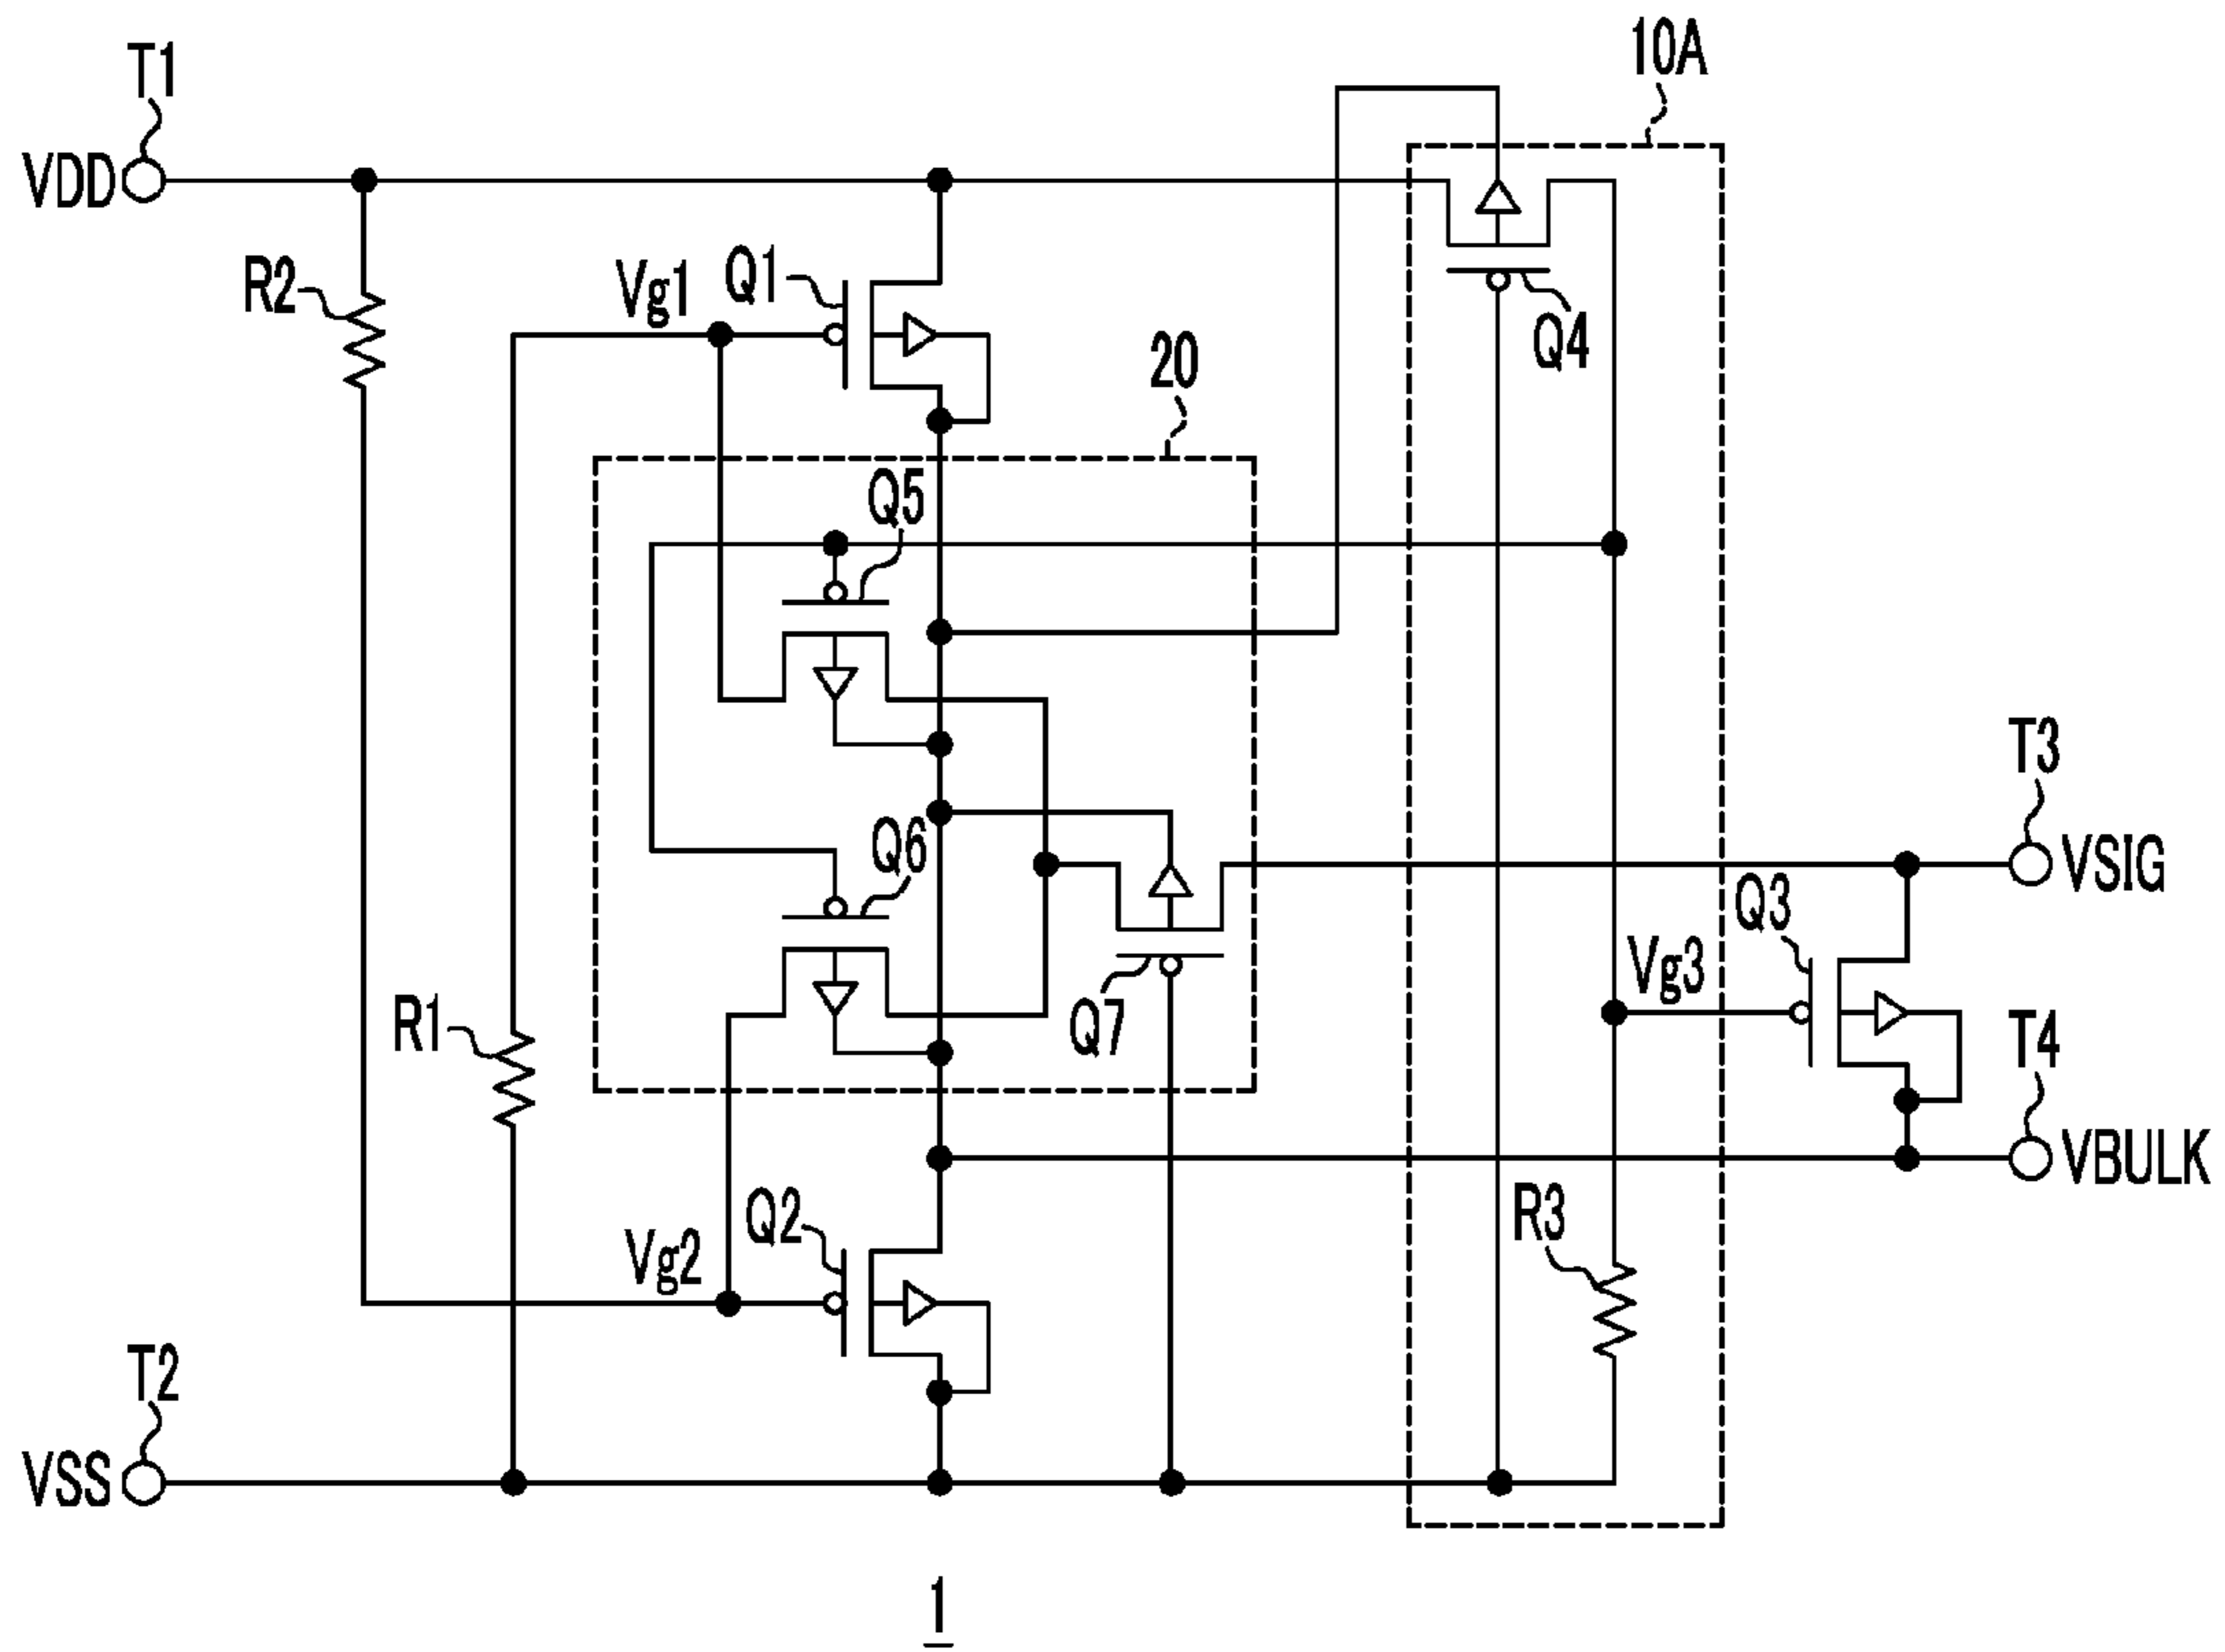 T1
10A
VDD
R2
Vg1
Q1
Q4
20
Q5
T3
Q6
VSIG
Q3
Vg3
R1
Q7
T4
VBULK
R3
Q2
Vg2
T2
VSS
1